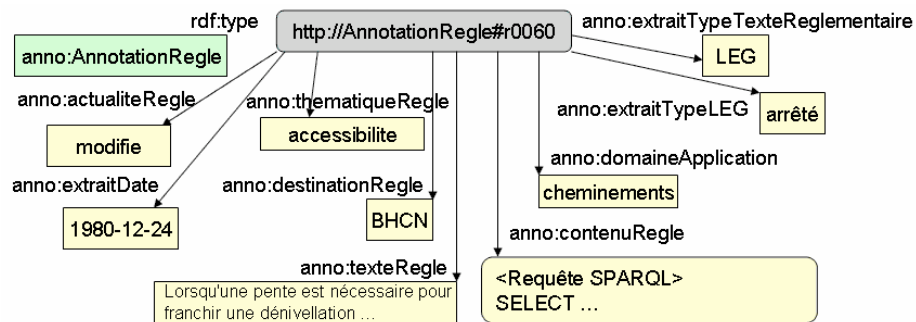 rdf:type
http://AnnotationRegle#r0060
anno:extraitTypeTexteReglementaire
anno:AnnotationRegle
LEG
anno:actualiteRegle
anno:thematiqueRegle
anno:extraitTypeLEG
arrêté
modifie
accessibilite
anno:domaineApplication
anno:extraitDate
anno:destinationRegle
cheminements
1980-12-24
BHCN
anno:contenuRegle
anno:texteRegle
<Requête SPARQL>
SELECT ...
Lorsqu'une pente est nécessaire pour
franchir une dénivellation ...